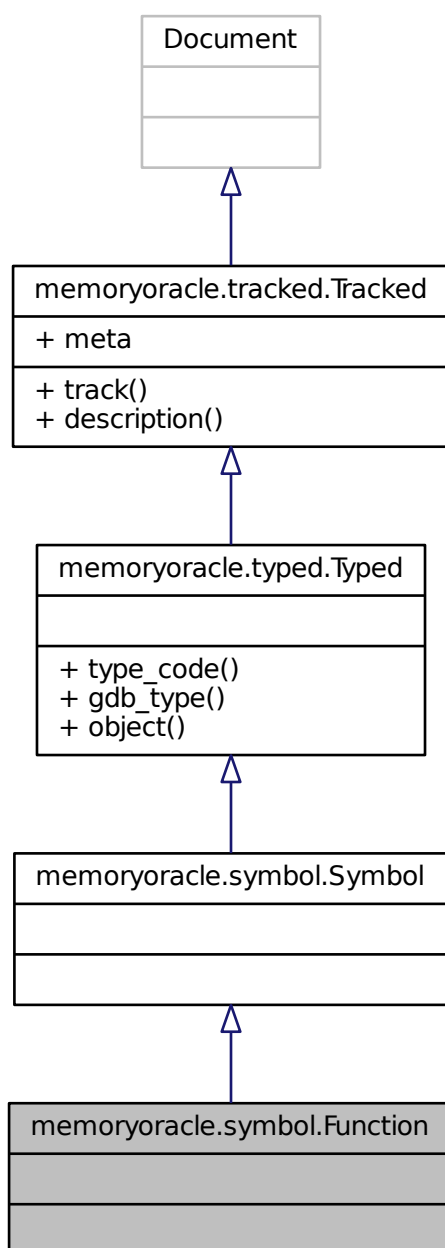 Document
memoryoracle.tracked.Tracked
+ meta
+ track()
+ description()
memoryoracle.typed.Typed
+ type_code()
+ gdb_type()
+ object()
memoryoracle.symbol.Symbol
memoryoracle.symbol.Function